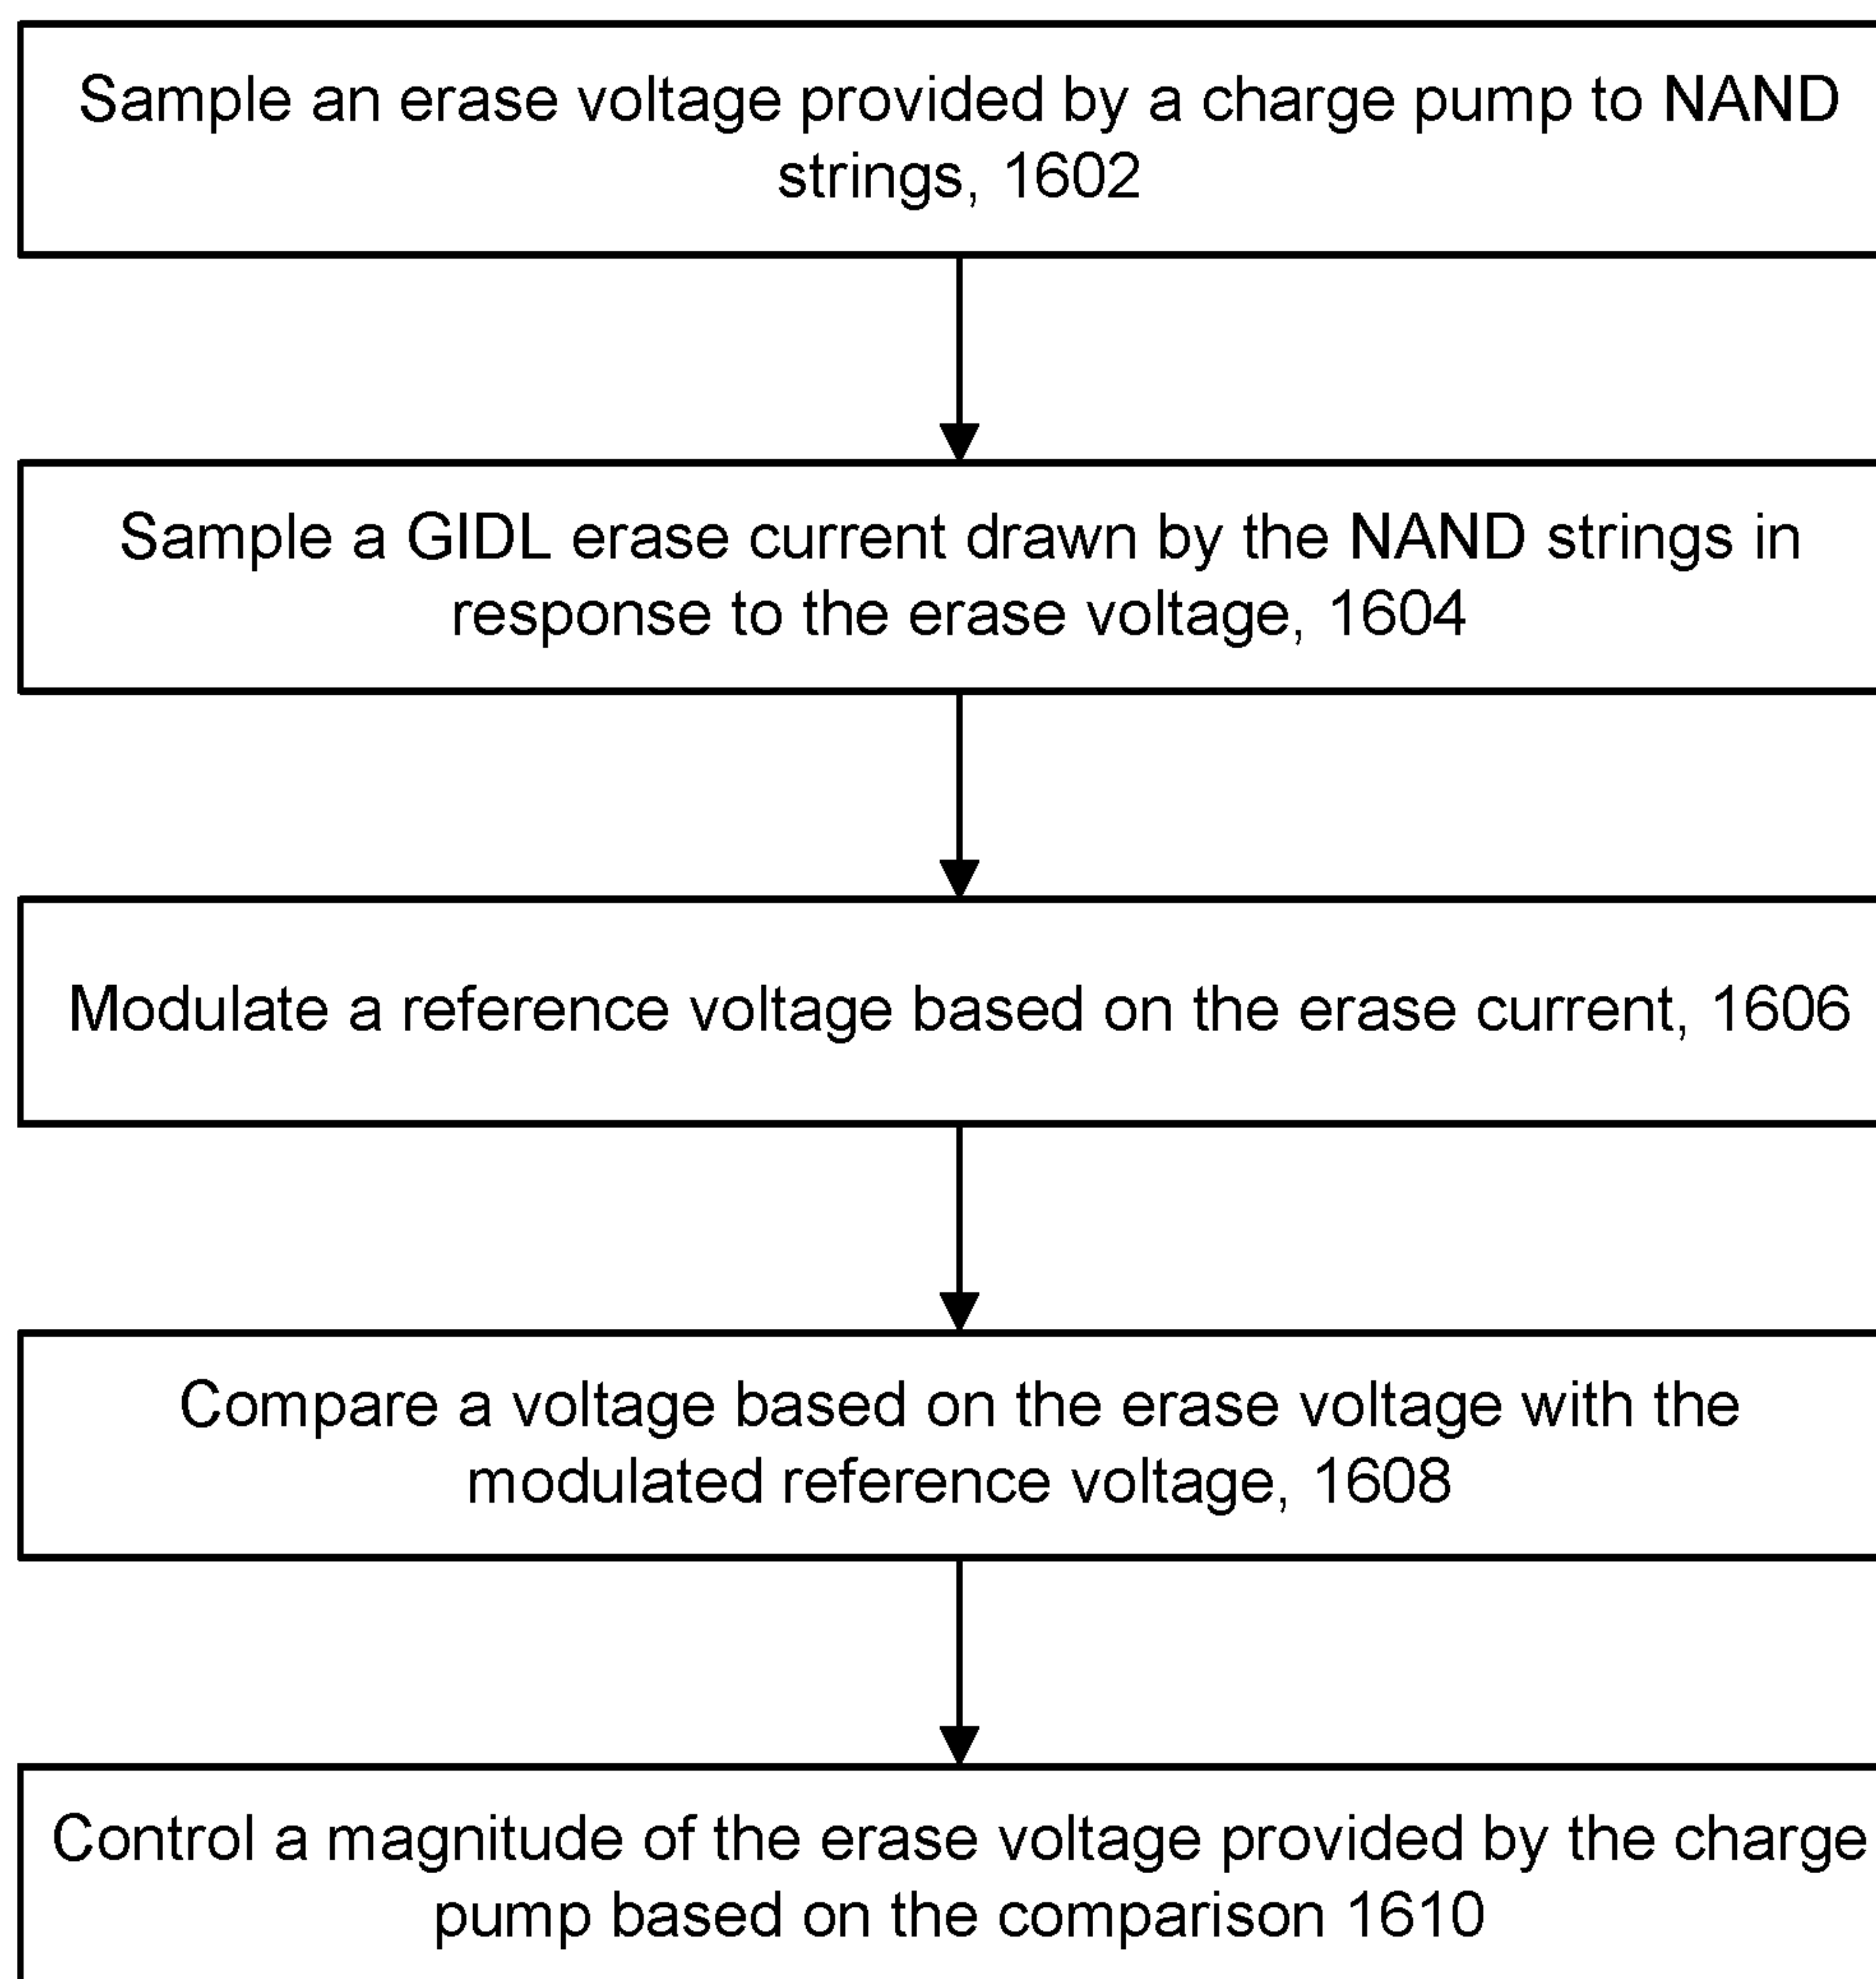 Sample an erase voltage provided by a charge pump to NAND
strings, 1602
Sample a GIDL erase current drawn by the NAND strings in
response to the erase voltage, 1604
Modulate a reference voltage based on the erase current, 1606
Compare a voltage based on the erase voltage with the
modulated reference voltage, 1608
Control a magnitude of the erase voltage provided by the charge
pump based on the comparison 1610